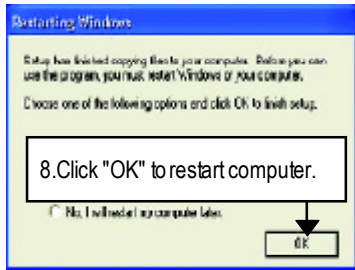 Restarting Windows
Setup has finished copying files to your computer. Before you can
use the program, you must restart Windows or your computer.
Choose one of the following options and click OK to finish setup.
8.Click "OK" to restart computer.
No, I will restart my computer later.
OK